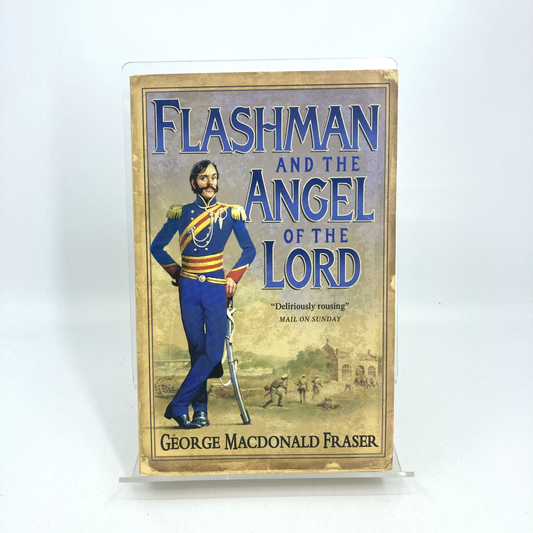 FLASHMAN
AND THE
ANGEL
OF THE
LORD
“Deliriously rousing”
MAIL ON SUNDAY
GEORGE MACDONALD FRASER